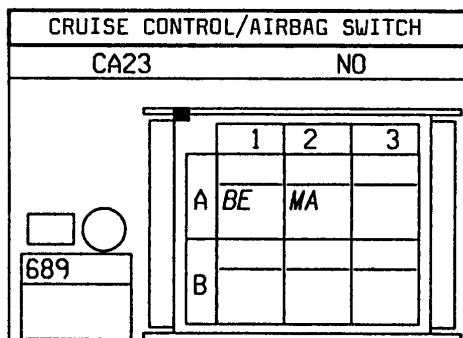 CRUISE CONTROL/AIRBAG SWITCH
CA23 NO
1 2 3
A BE MA
689
B